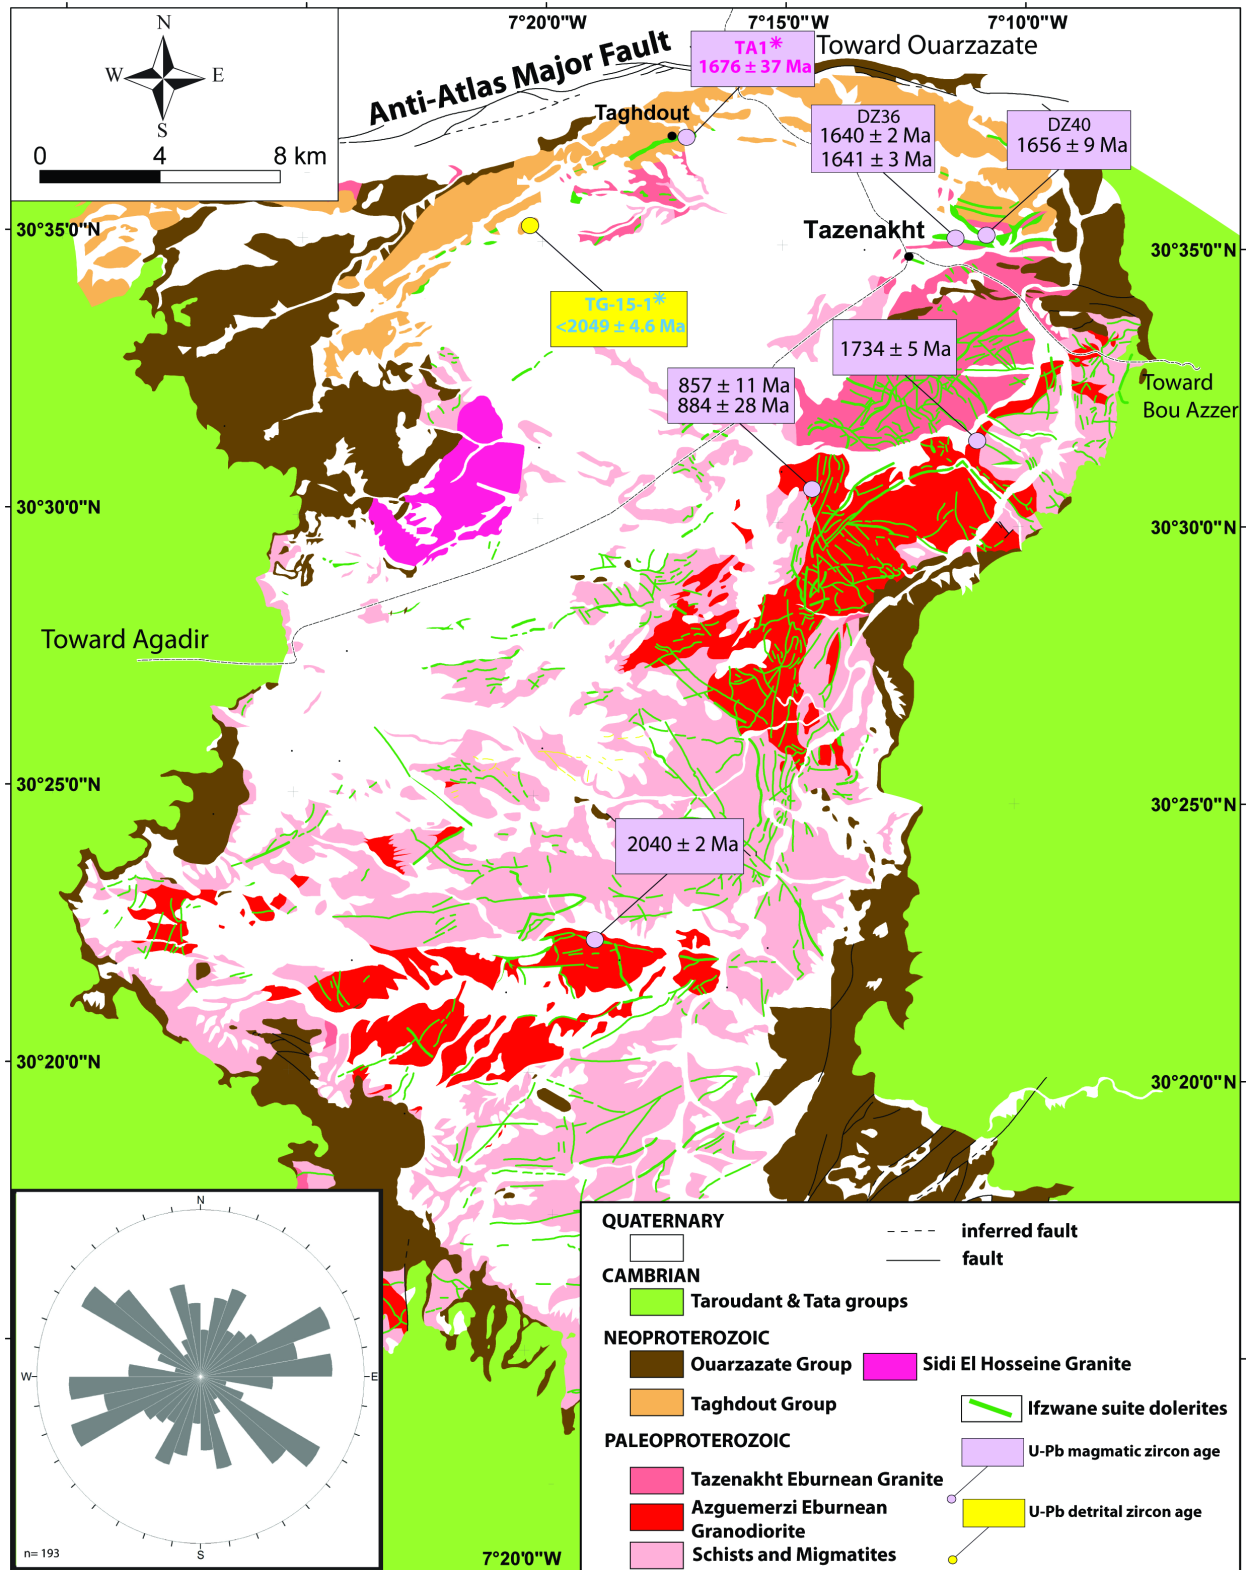 7°20'0"W
7°15'0"W
7°10'0"W
N
W
E
S
0
4
8 km
Anti-Atlas Major Fault
TA1*
1676 ± 37 Ma
Toward Ouarzazate
Taghdout
DZ36
1640 ± 2 Ma
1641 ± 3 Ma
DZ40
1656 ± 9 Ma
30°35'0"N
Tazenakht
30°35'0"N
TG-15-1*
<2049 ± 4.6 Ma
1734 ± 5 Ma
857 ± 11 Ma
884 ± 28 Ma
Toward
Bou Azzer
30°30'0"N
30°30'0"N
Toward Agadir
30°25'0"N
30°25'0"N
2040 ± 2 Ma
30°20'0"N
30°20'0"N
N
W
E
S
n= 193
7°20'0"W
QUATERNARY
inferred fault
fault
CAMBRIAN
Taroudant & Tata groups
NEOPROTEROZOIC
Ouarzazate Group
Sidi El Hosseine Granite
Taghdout Group
Ifzwane suite dolerites
PALEOPROTEROZOIC
U-Pb magmatic zircon age
Tazenakht Eburnean Granite
Azguemerzi Eburnean
Granodiorite
U-Pb detrital zircon age
Schists and Migmatites